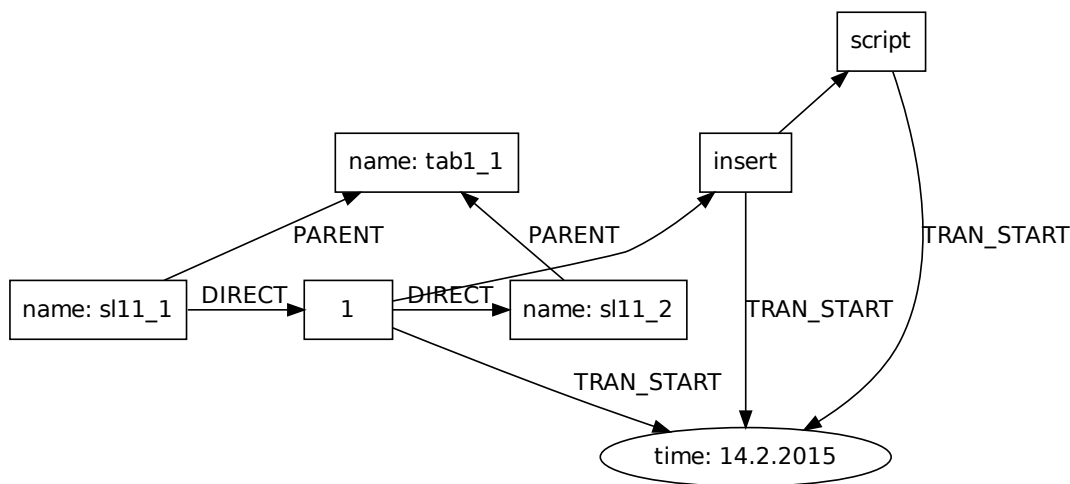 script
name: tab1_1
insert
PARENT
PARENT
TRAN_START
name: sl11_1
DIRECT
1
DIRECT
name: sl11_2
TRAN_START
TRAN_START
time: 14.2.2015